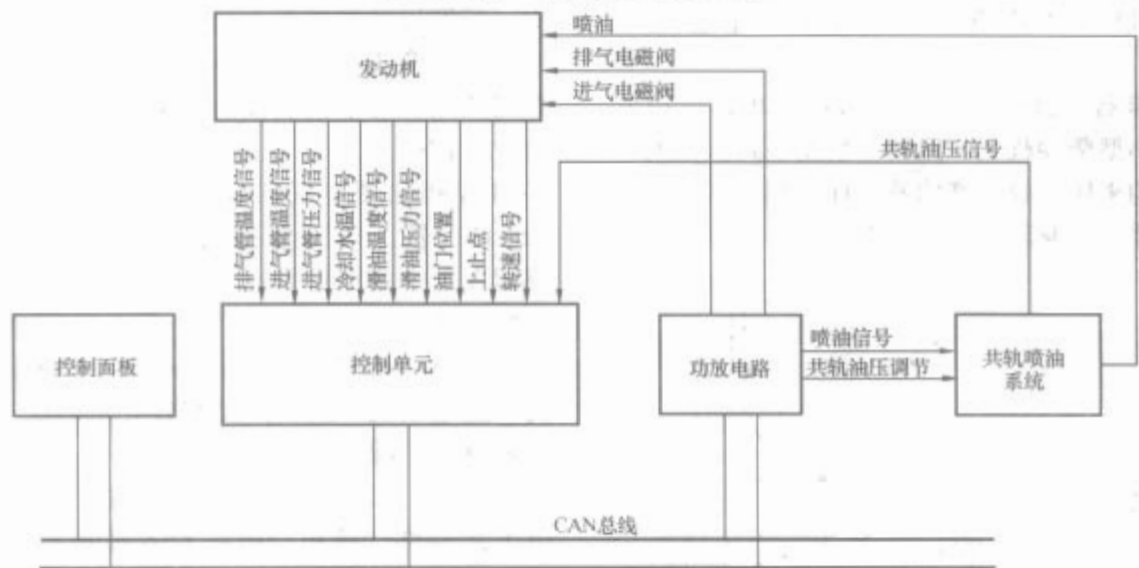 喷油
发动机
排气电磁阀
进气电磁阀
共轨油压信号
排气管温度信号
进气管温度信号
进气管压力信号
冷却水温信号
滑油温度信号
滑油压力信号
油门位置
上止点
转速信号
控制面板
控制单元
功放电路
喷油信号
共轨油压调节
共轨喷油
系统
CAN总线